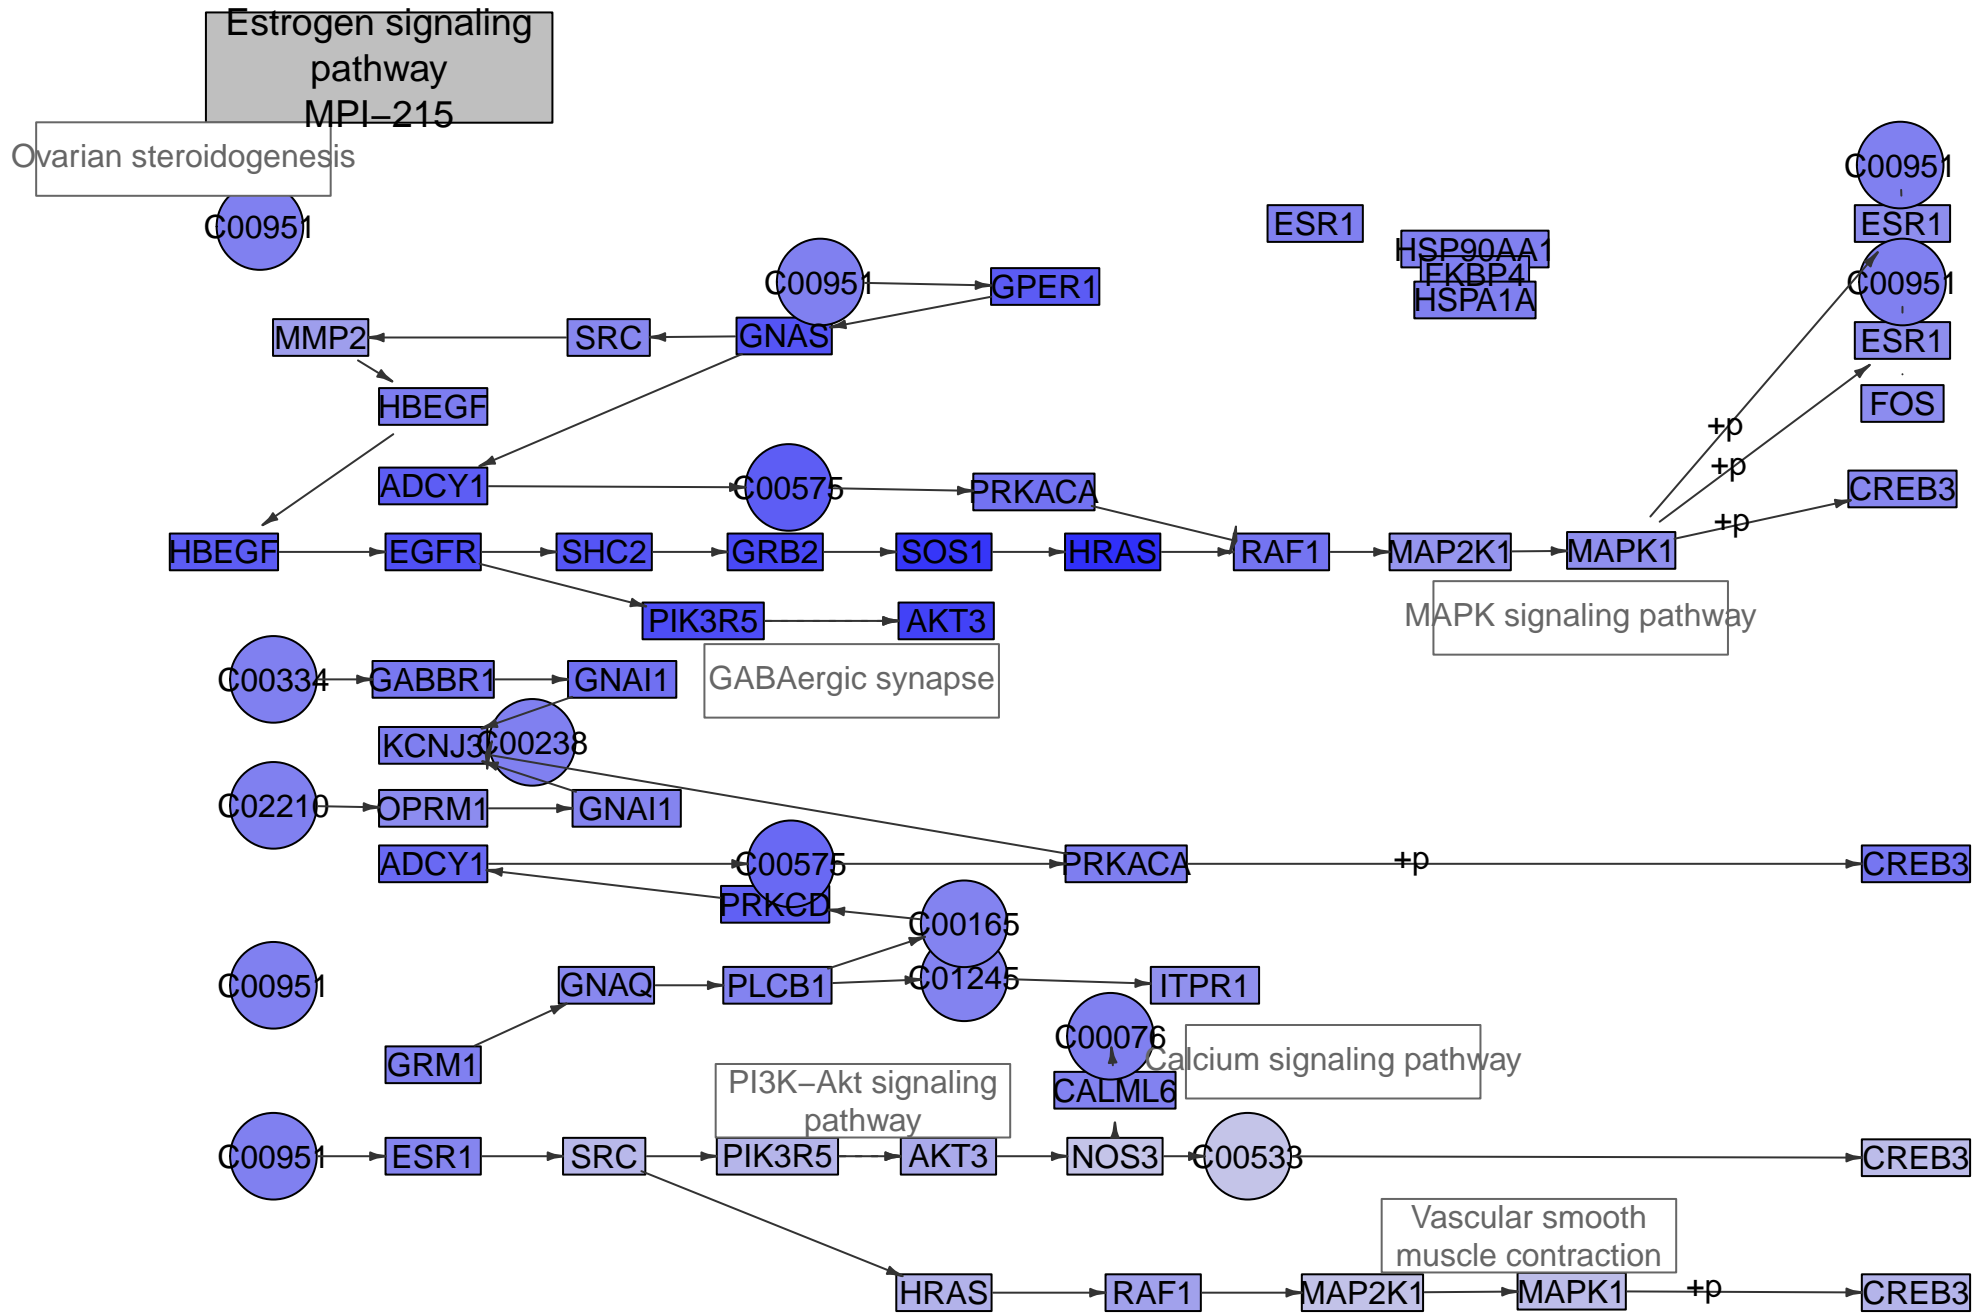 Estrogen signaling
pathway
MPI−215
Ovarian steroidogenesis
C00951
C00951
ESR1
ESR1
C00951
HSP90AA1
FKBP4
HSPA1A
C00951
GPER1
C00951
MMP2
SRC
GNAS
ESR1
HBEGF
FOS
+p
+p
ADCY1
C00575
PRKACA
CREB3
+p
HBEGF
EGFR
SHC2
GRB2
SOS1
HRAS
RAF1
MAP2K1
MAPK1
PIK3R5
AKT3
MAPK signaling pathway
C00334
GABBR1
GNAI1
GABAergic synapse
KCNJ3
C00238
C02210
OPRM1
GNAI1
ADCY1
C00575
PRKACA
+p
CREB3
PRKCD
C00165
C00951
GNAQ
PLCB1
C01245
ITPR1
C00076
Calcium signaling pathway
GRM1
PI3K−Akt signaling
pathway
CALML6
C00951
ESR1
SRC
PIK3R5
AKT3
NOS3
C00533
CREB3
Vascular smooth
muscle contraction
HRAS
RAF1
MAP2K1
MAPK1
+p
CREB3